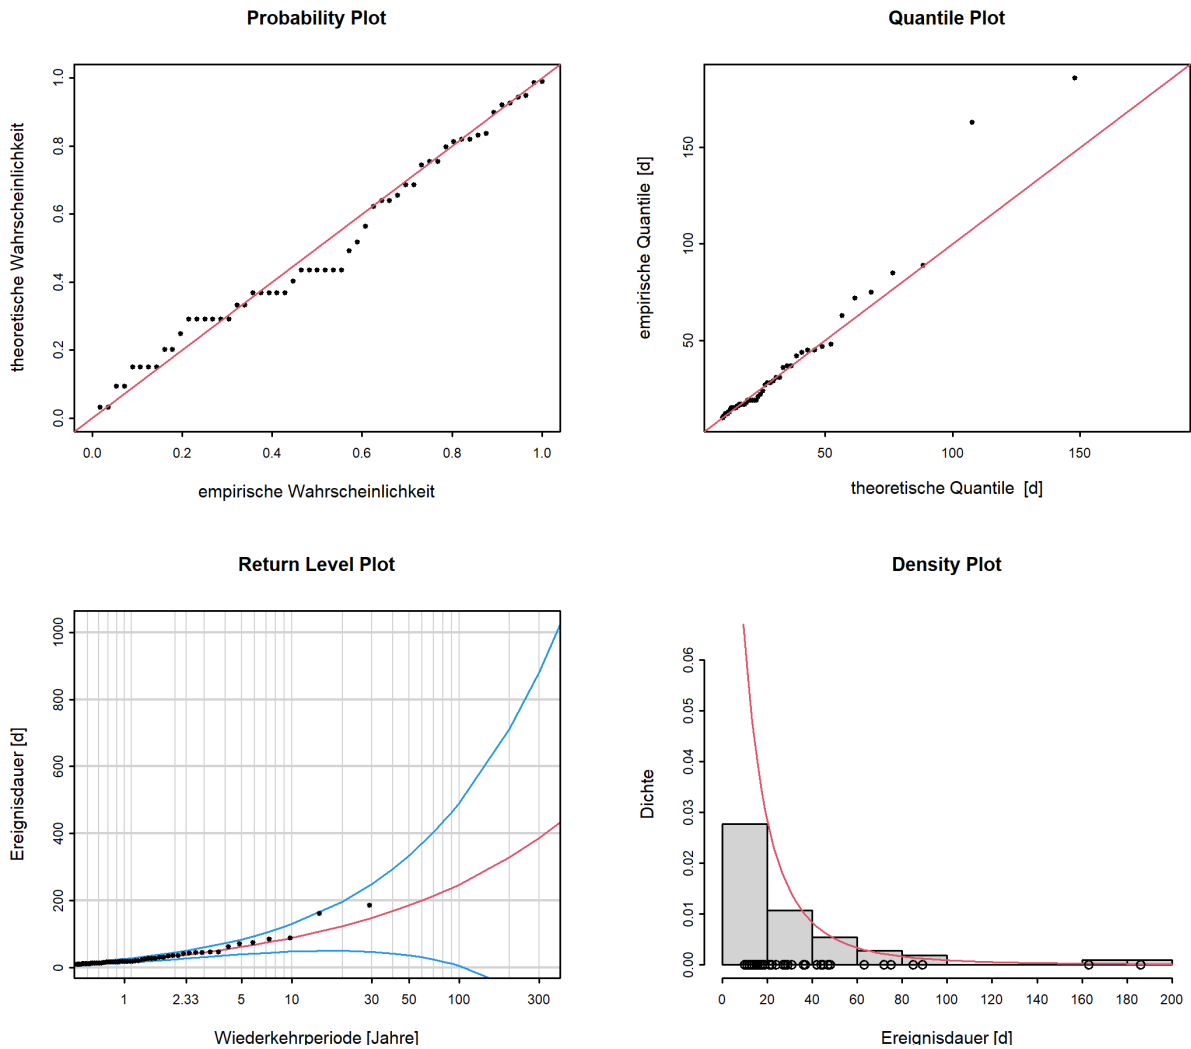 Probability Plot
theoretische Wahrscheinlichkeit
1.0
0.8
0.6
0.4
0.2
0.0
0.0 0.2 0.4 0.6 0.8 1.0
empirische Wahrscheinlichkeit
Quantile Plot
empirische Quantile [d]
150
100
50
50 100 150
theoretische Quantile [d]
Return Level Plot
Ereignisdauer [d]
1000
800
600
400
200
0
1 2.33 5 10 30 50 100 300
Wiederkehrperiode [Jahre]
Density Plot
Dichte
0.06
0.05
0.04
0.03
0.02
0.01
0.00
0 20 40 60 80 100 120 140 160 180 200
Ereignisdauer [d]